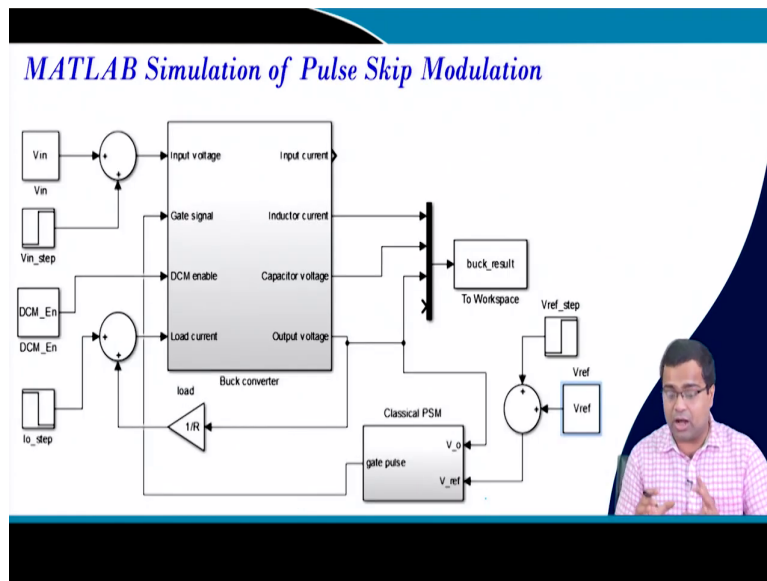 MATLAB Simulation of Pulse Skip Modulation
Vin
Vin
Vin_step
DCM_En
DCM_En
Io_step
Input voltage
Input current
Gate signal
Inductor current
DCM enable
Capacitor voltage
Load current
Output voltage
Buck converter
load
1/R
buck_result
To Workspace
Vref_step
Vref
Vref
Classical PSM
V_o
gate pulse
V_ref